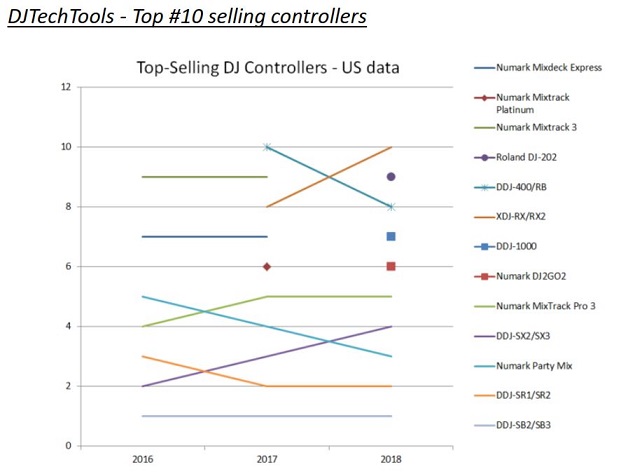 DJTechTools - Top #10 selling controllers
Top-Selling DJ Controllers - US data
12
10
8
6
4
2
0
2016
2017
2018
Numark Mixdeck Express
Numark Mixtrack
Platinum
Numark Mixtrack 3
Roland DJ-202
DDJ-400/RB
XDJ-RX/RX2
DDJ-1000
Numark DJ2GO2
Numark MixTrack Pro 3
DDJ-SX2/SX3
Numark Party Mix
DDJ-SR1/SR2
DDJ-SB2/SB3